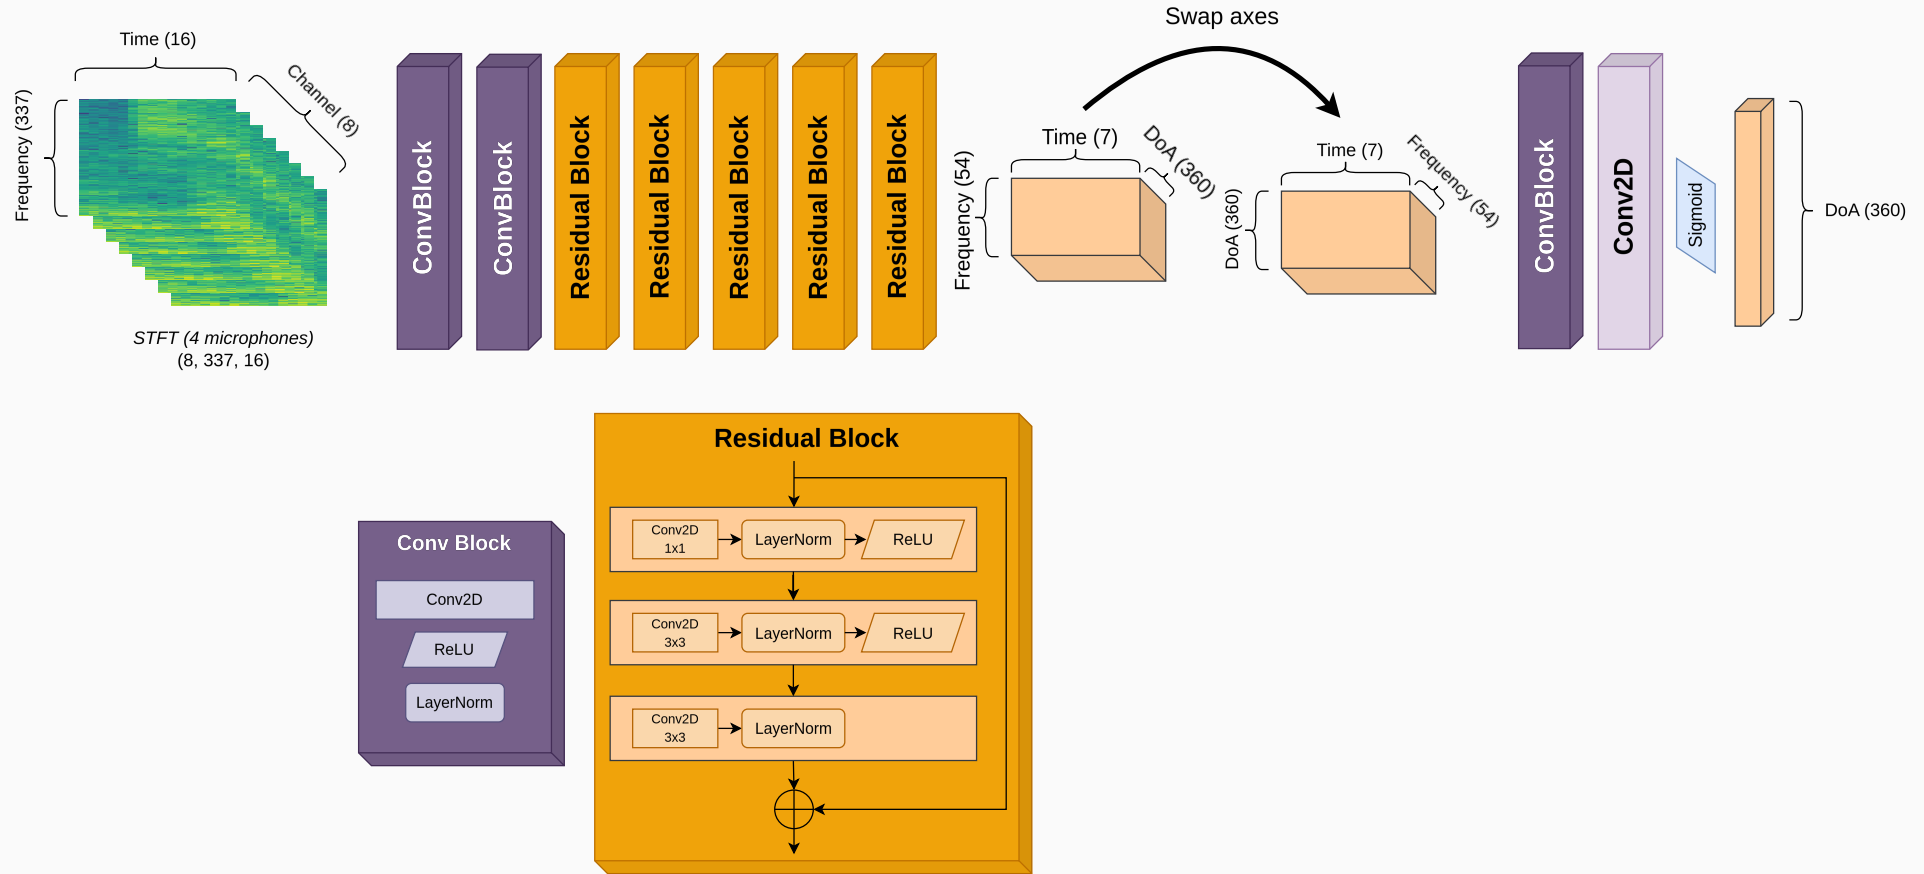 Swap axes
Time (16)
Channel (8)
Frequency (337)
STFT (4 microphones)
(8, 337, 16)
ConvBlock
ConvBlock
Residual Block
Residual Block
Residual Block
Residual Block
Residual Block
Time (7)
DoA (360)
Frequency (54)
Time (7)
Frequency (54)
DoA (360)
ConvBlock
Conv2D
Sigmoid
DoA (360)
Conv Block
Conv2D
ReLU
LayerNorm
Residual Block
Conv2D
1x1
LayerNorm
ReLU
Conv2D
3x3
LayerNorm
ReLU
Conv2D
3x3
LayerNorm